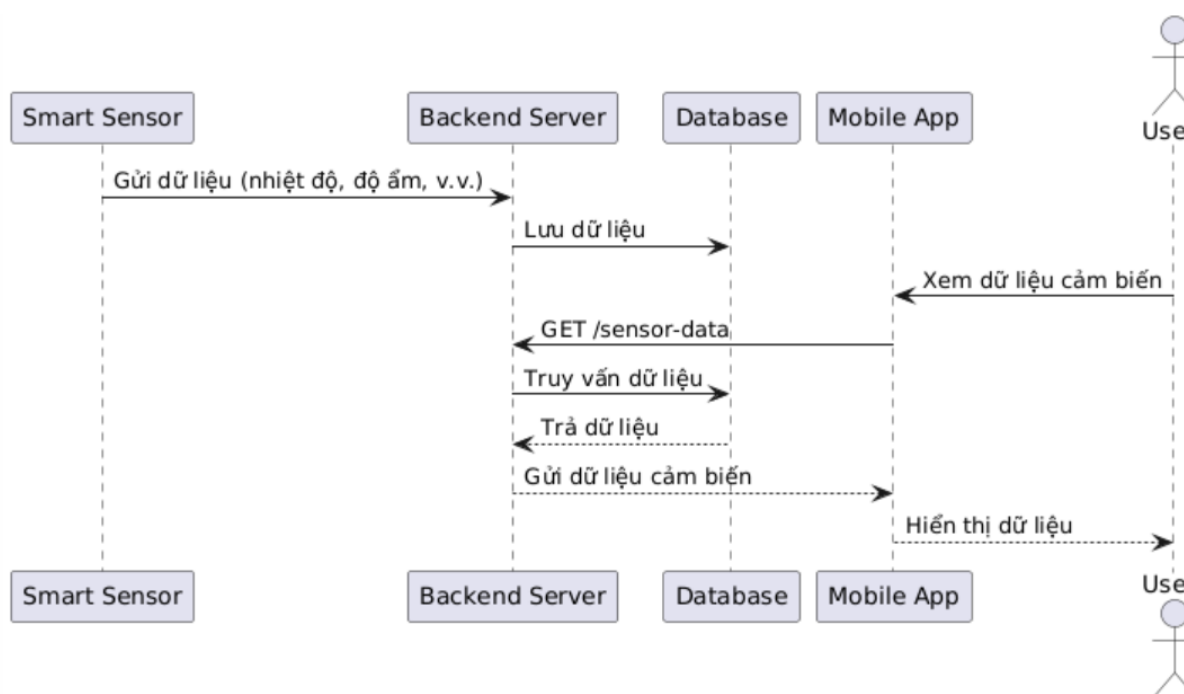 Smart Sensor
Backend Server
Database
Mobile App
Use
Gửi dữ liệu (nhiệt độ, độ ẩm, v.v.)
Lưu dữ liệu
Xem dữ liệu cảm biến
GET /sensor-data
Truy vấn dữ liệu
Trả dữ liệu
Gửi dữ liệu cảm biến
Hiển thị dữ liệu
Smart Sensor
Backend Server
Database
Mobile App
Use